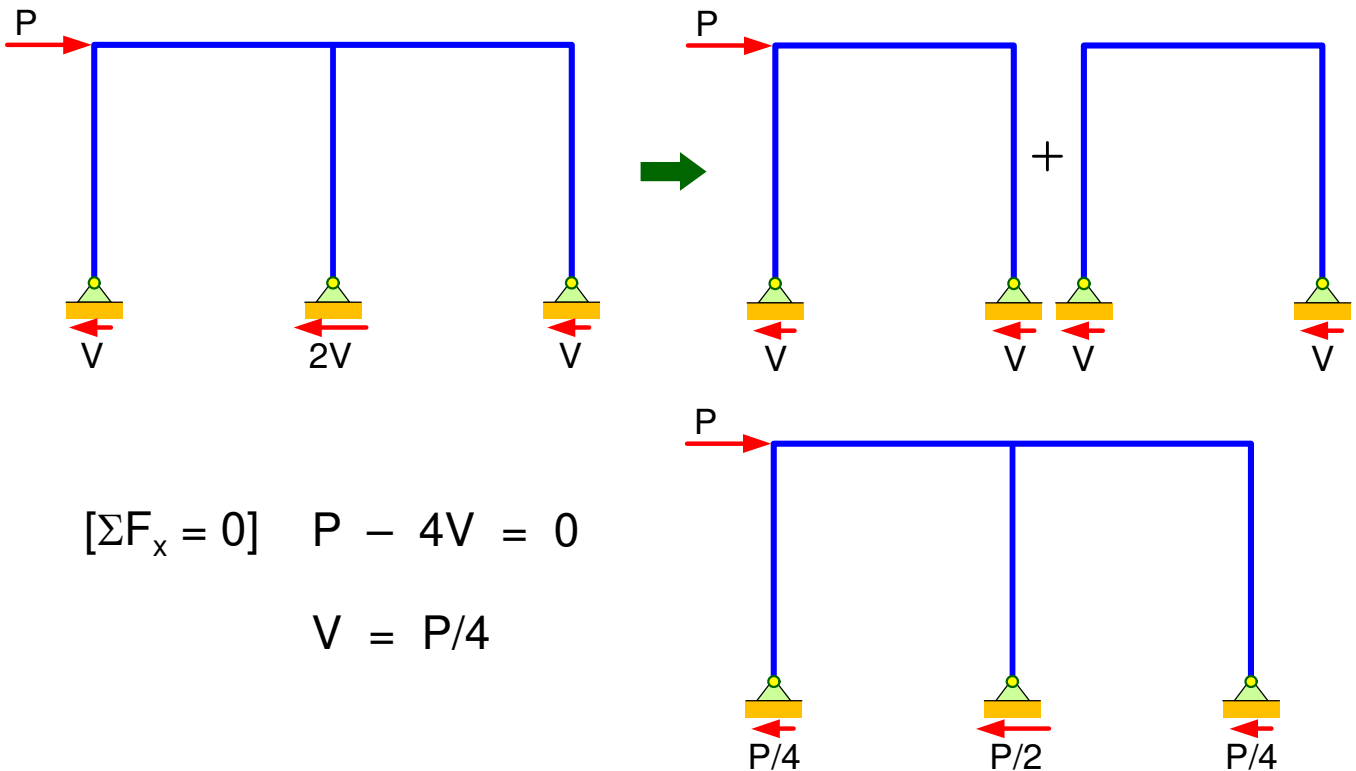 P
P
V
2V
V
V
V
V
V
P
[ΣFₓ = 0] P – 4V = 0
V = P/4
P/4
P/2
P/4